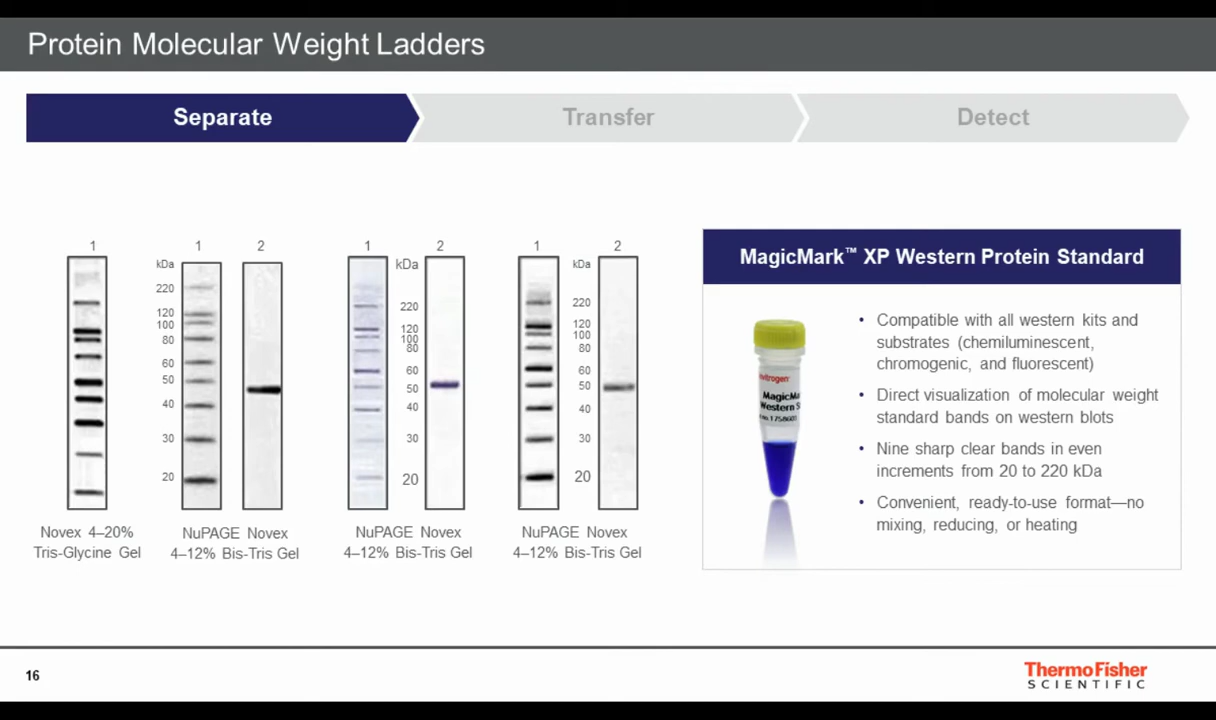 Protein Molecular Weight Ladders
Separate
Transfer
Detect
1
Novex 4–20%
Tris-Glycine Gel
1 2
kDa
220
120
100
80
60
50
40
30
20
NuPAGE Novex
4–12% Bis-Tris Gel
1 2
kDa
220
120
100
80
60
50
40
30
20
NuPAGE Novex
4–12% Bis-Tris Gel
1 2
kDa
220
120
100
80
60
50
40
30
20
NuPAGE Novex
4–12% Bis-Tris Gel
MagicMark™ XP Western Protein Standard
invitrogen
MagicMa
Western S
• Compatible with all western kits and
substrates (chemiluminescent,
chromogenic, and fluorescent)
• Direct visualization of molecular weight
standard bands on western blots
• Nine sharp clear bands in even
increments from 20 to 220 kDa
• Convenient, ready-to-use format—no
mixing, reducing, or heating
16
ThermoFisher
SCIENTIFIC